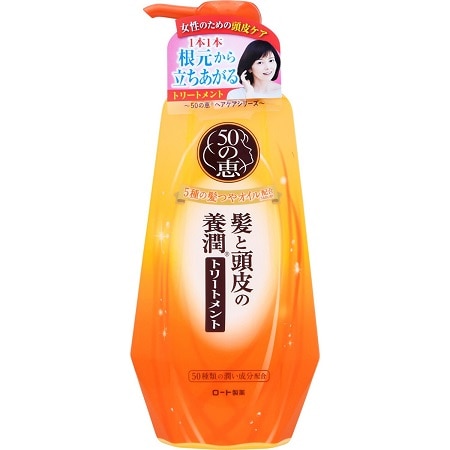 女性のための頭皮ケア
1本1本
根元から
立ちあがる
トリートメント
~50の恵 ヘアケアシリーズ~
50の恵
5種の髪つやオイル配合
髪と頭皮の
養潤®
トリートメント
50種類の潤い成分配合
ロート製薬